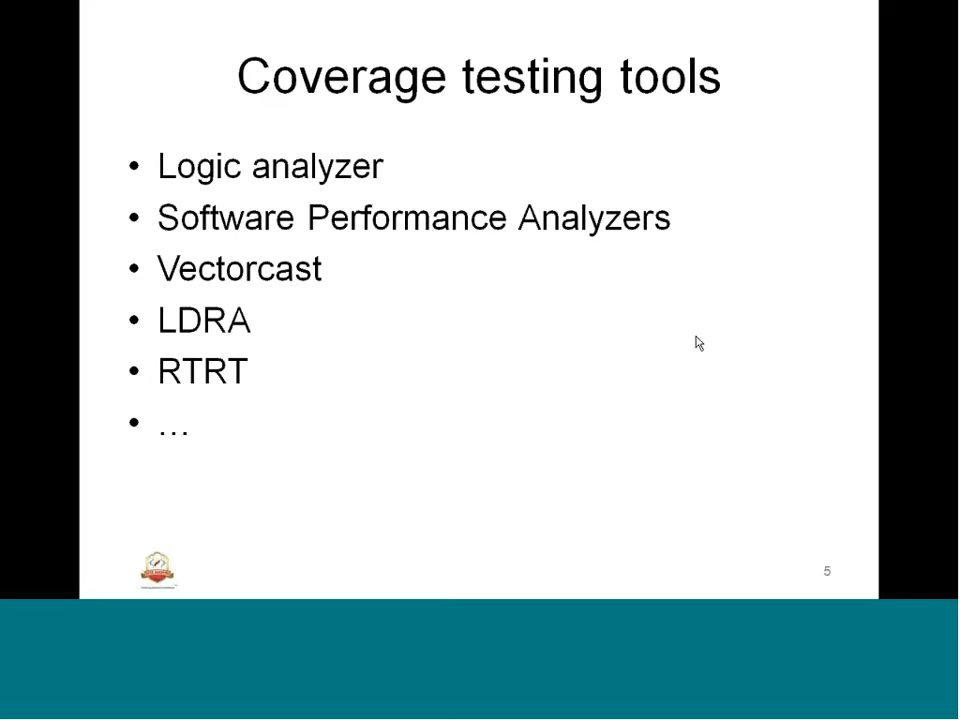 Coverage testing tools
• Logic analyzer
• Software Performance Analyzers
• Vectorcast
• LDRA
• RTRT
• …
5